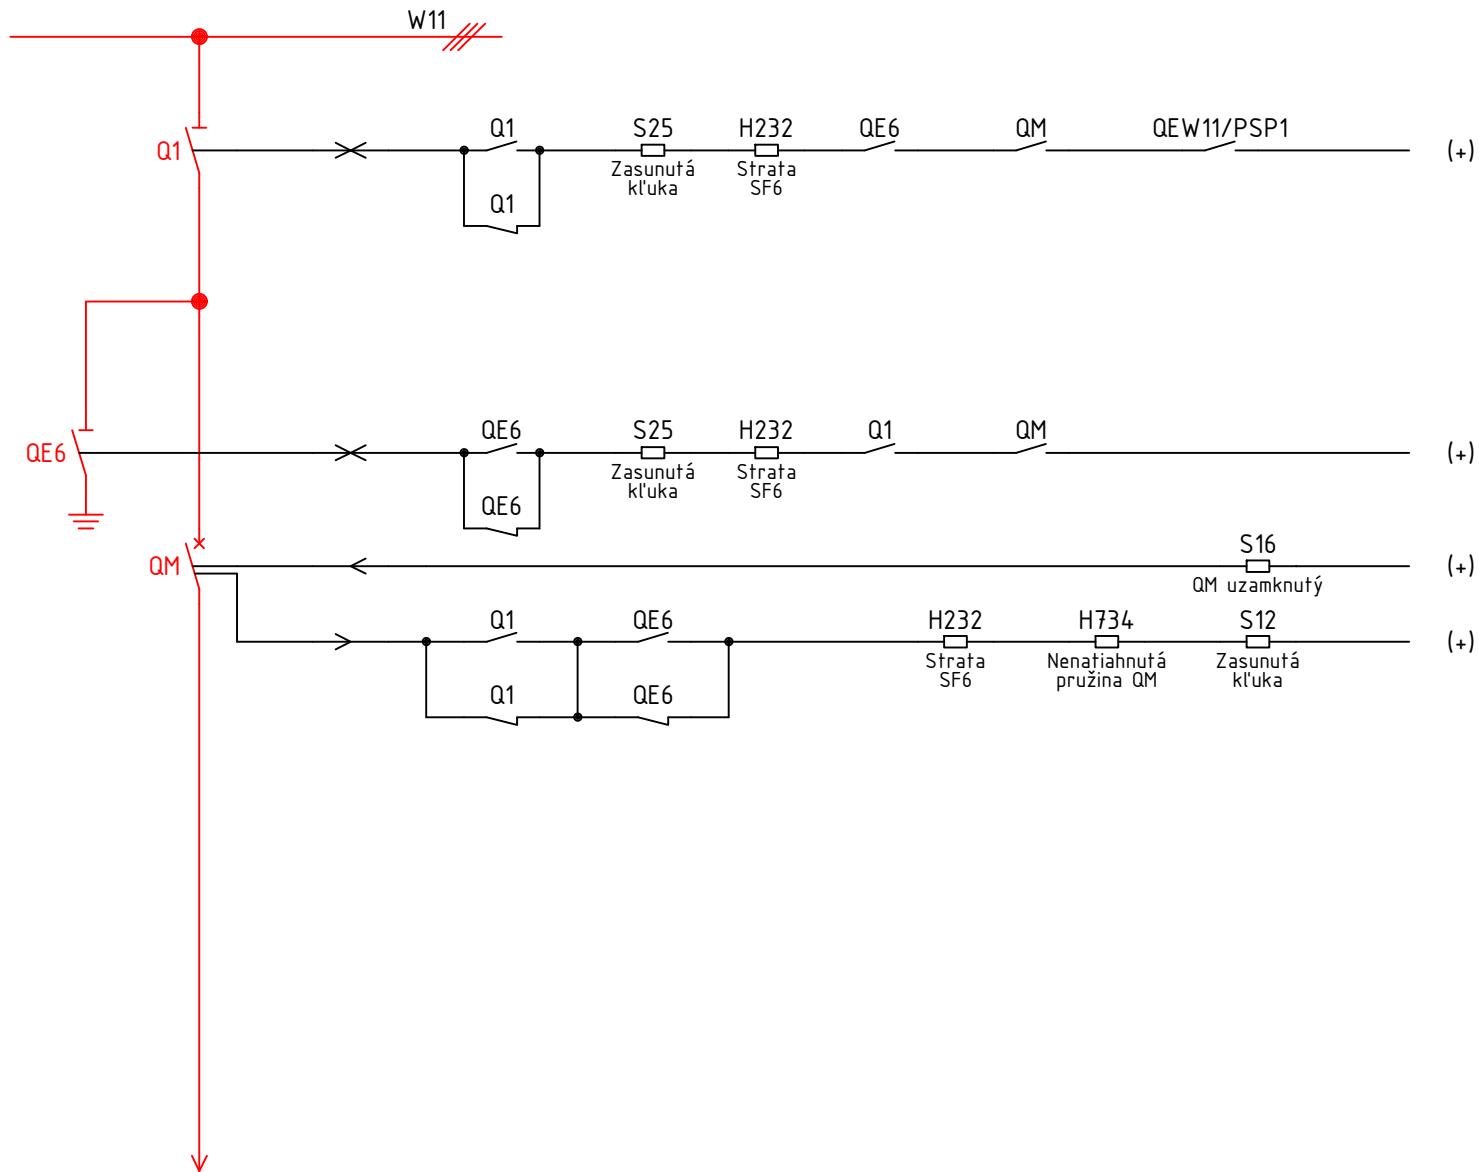 W11
Q1
Q1
S25
H232
QE6
QM
QEW11/PSP1
(+)
Zasunutá
kľuka
Strata
SF6
Q1
QE6
QE6
S25
H232
Q1
QM
(+)
Zasunutá
kľuka
Strata
SF6
QE6
QM
S16
(+)
QM uzamknutý
Q1
QE6
H232
H734
S12
(+)
Strata
SF6
Nenatiahnutá
pružina QM
Zasunutá
kľuka
Q1
QE6